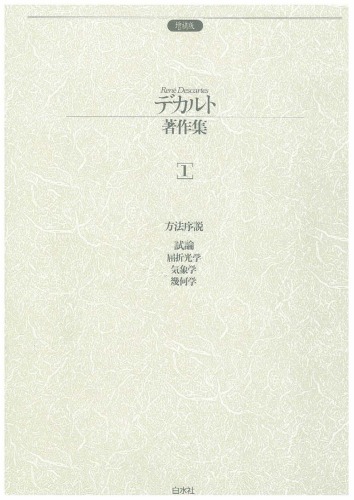 増補版
René Descartes
デカルト
著作集
[1]
方法序説
試論
屈折光学
気象学
幾何学
白水社